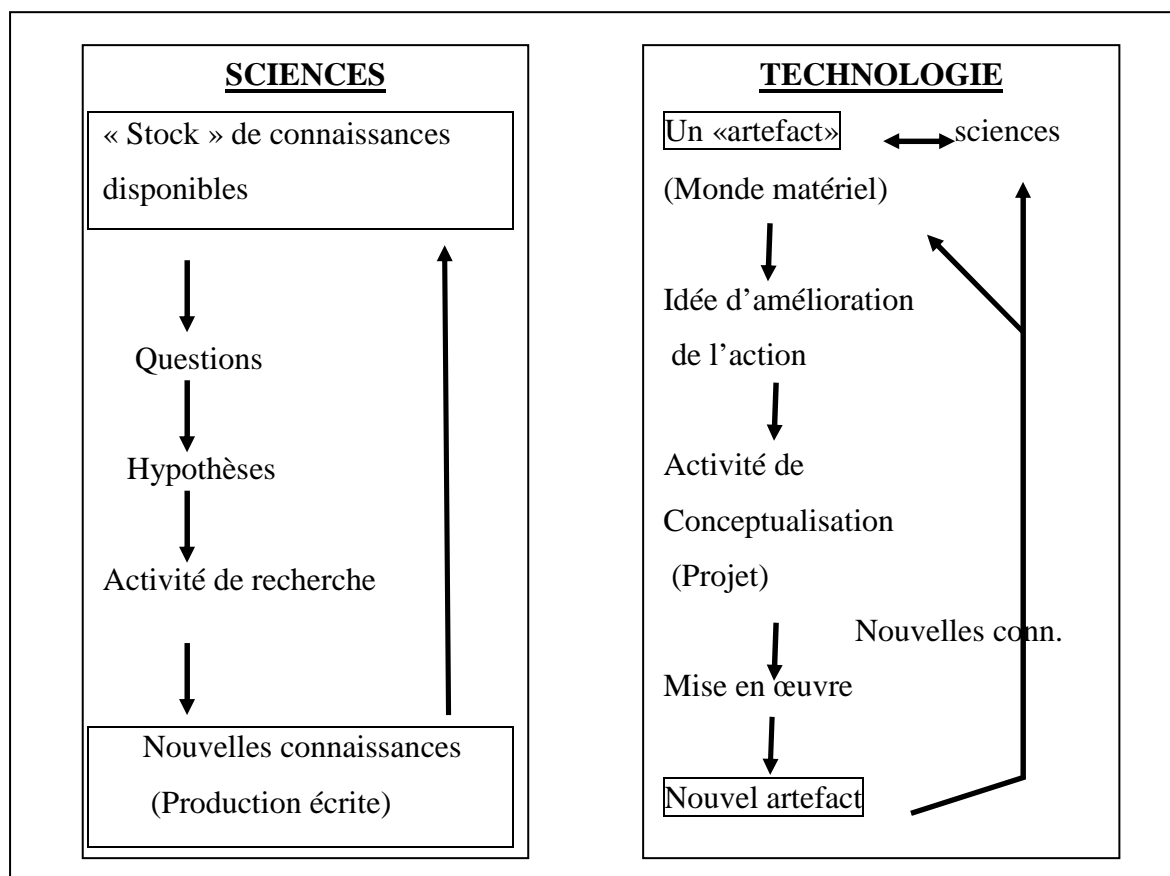 SCIENCES
« Stock » de connaissances
disponibles
Questions
Hypothèses
Activité de recherche
Nouvelles connaissances
(Production écrite)
TECHNOLOGIE
Un «artefact»
sciences
(Monde matériel)
Idée d’amélioration
de l’action
Activité de
Conceptualisation
(Projet)
Nouvelles conn.
Mise en œuvre
Nouvel artefact